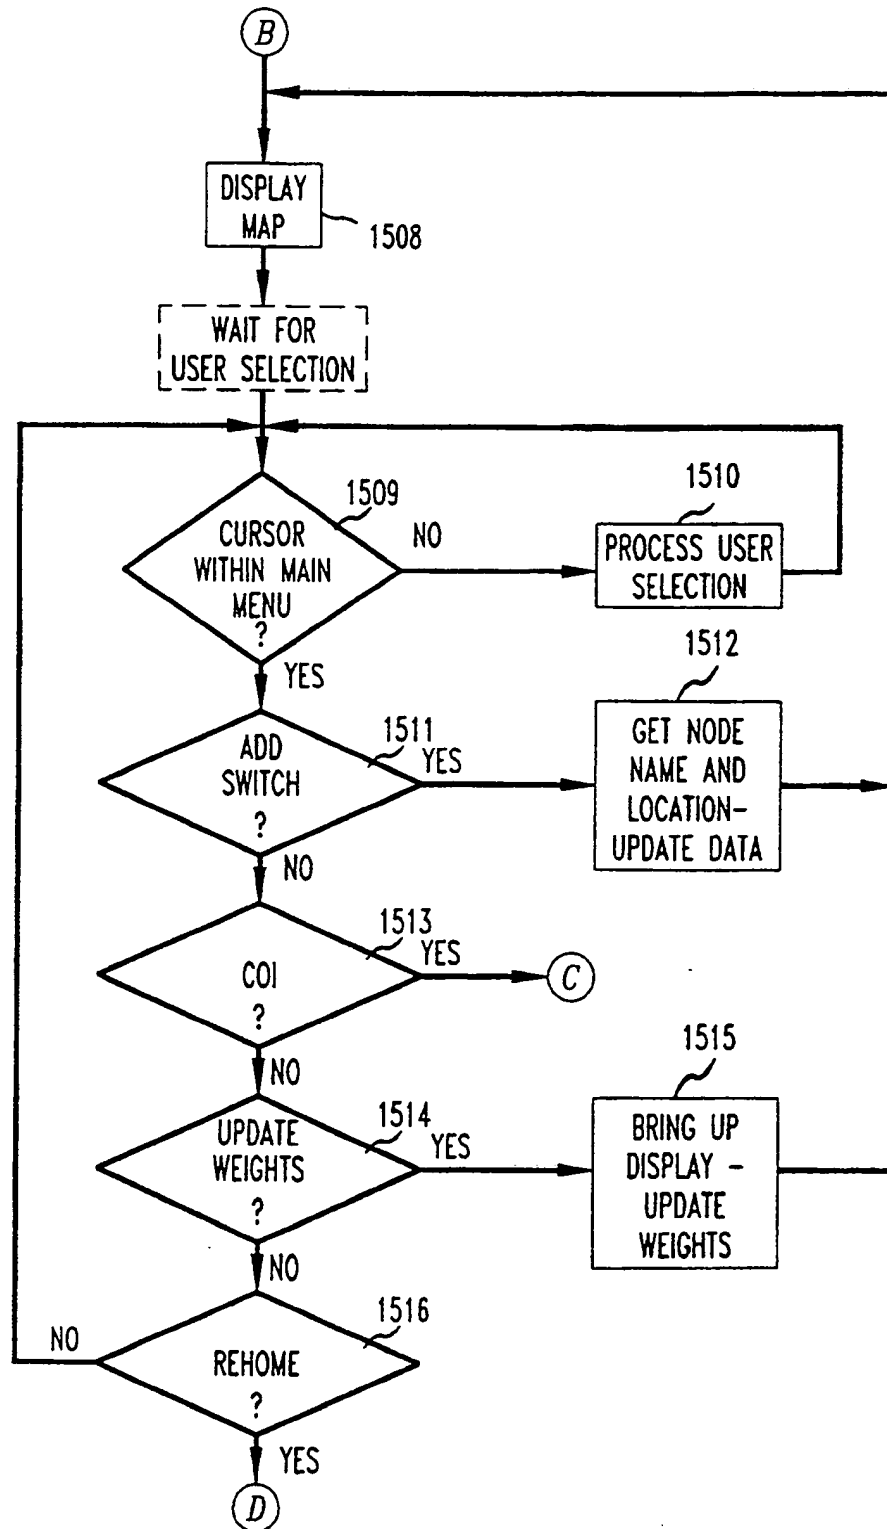 B
DISPLAY
MAP
1508
WAIT FOR
USER SELECTION
1509
CURSOR
WITHIN MAIN
MENU
?
NO
1510
PROCESS USER
SELECTION
YES
1511
ADD
SWITCH
?
YES
1512
GET NODE
NAME AND
LOCATION-
UPDATE DATA
NO
1513
COI
?
YES
C
NO
1514
UPDATE
WEIGHTS
?
YES
1515
BRING UP
DISPLAY -
UPDATE
WEIGHTS
NO
1516
REHOME
?
NO
YES
D